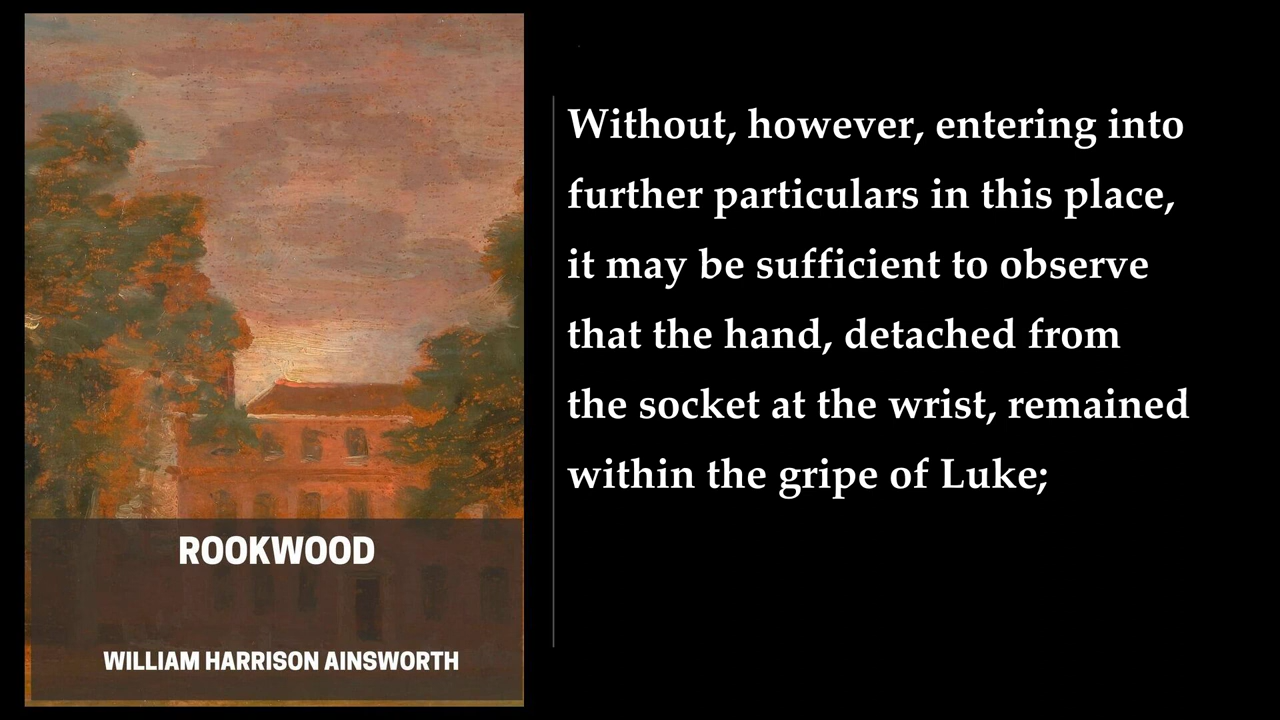 ROOKWOOD
WILLIAM HARRISON AINSWORTH
Without, however, entering into
further particulars in this place,
it may be sufficient to observe
that the hand, detached from
the socket at the wrist, remained
within the gripe of Luke;